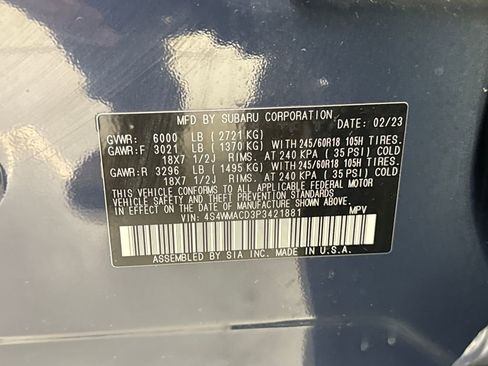 MFD BY SUBARU CORPORATION DATE: 02/23
GVWR: 6000 LB (2721 KG)
GAWR:F 3021 LB (1370 KG) WITH 245/60R18 105H TIRES.
18X7 1/2J RIMS. AT 240 KPA (35 PSI) COLD
GAWR:R 3296 LB (1495 KG) WITH 245/60R18 105H TIRES.
18X7 1/2J RIMS. AT 240 KPA (35 PSI) COLD
THIS VEHICLE CONFORMS TO ALL APPLICABLE FEDERAL MOTOR
VEHICLE SAFETY AND THEFT PREVENTION STANDARDS IN EFFECT
ON THE DATE OF MANUFACTURE SHOWN ABOVE.
VIN: 4S4WMACD3P3421881 MPV
ASSEMBLED BY SIA INC. MADE IN U.S.A.